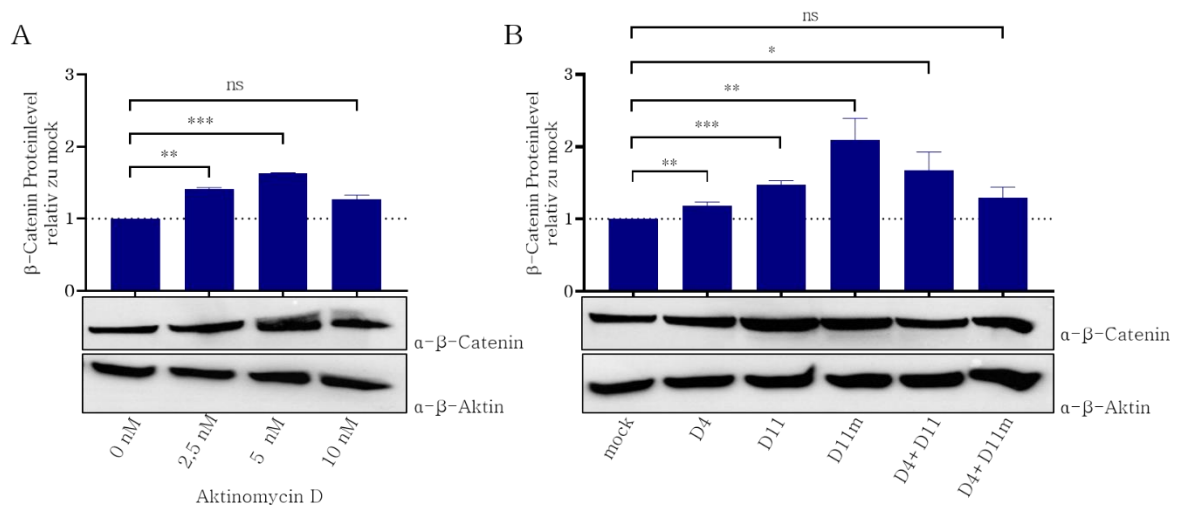 A
β-Catenin Proteinlevel
relativ zu mock
3
2
1
0
ns
***
**
α-β-Catenin
α-β-Aktin
0 nM
2,5 nM
5 nM
10 nM
Aktinomycin D
B
β-Catenin Proteinlevel
relativ zu mock
3
2
1
0
ns
*
**
***
**
α-β-Catenin
α-β-Aktin
mock
D4
D11
D11m
D4+D11
D4+D11m